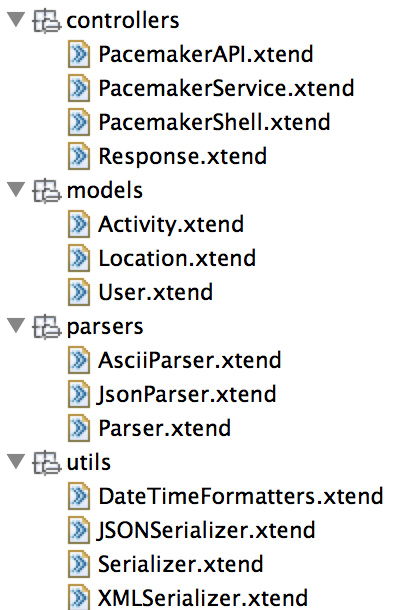 controllers
PacemakerAPI.xtend
PacemakerService.xtend
PacemakerShell.xtend
Response.xtend
models
Activity.xtend
Location.xtend
User.xtend
parsers
AsciiParser.xtend
JsonParser.xtend
Parser.xtend
utils
DateTimeFormatters.xtend
JSONSerializer.xtend
Serializer.xtend
XMLSerializer.xtend